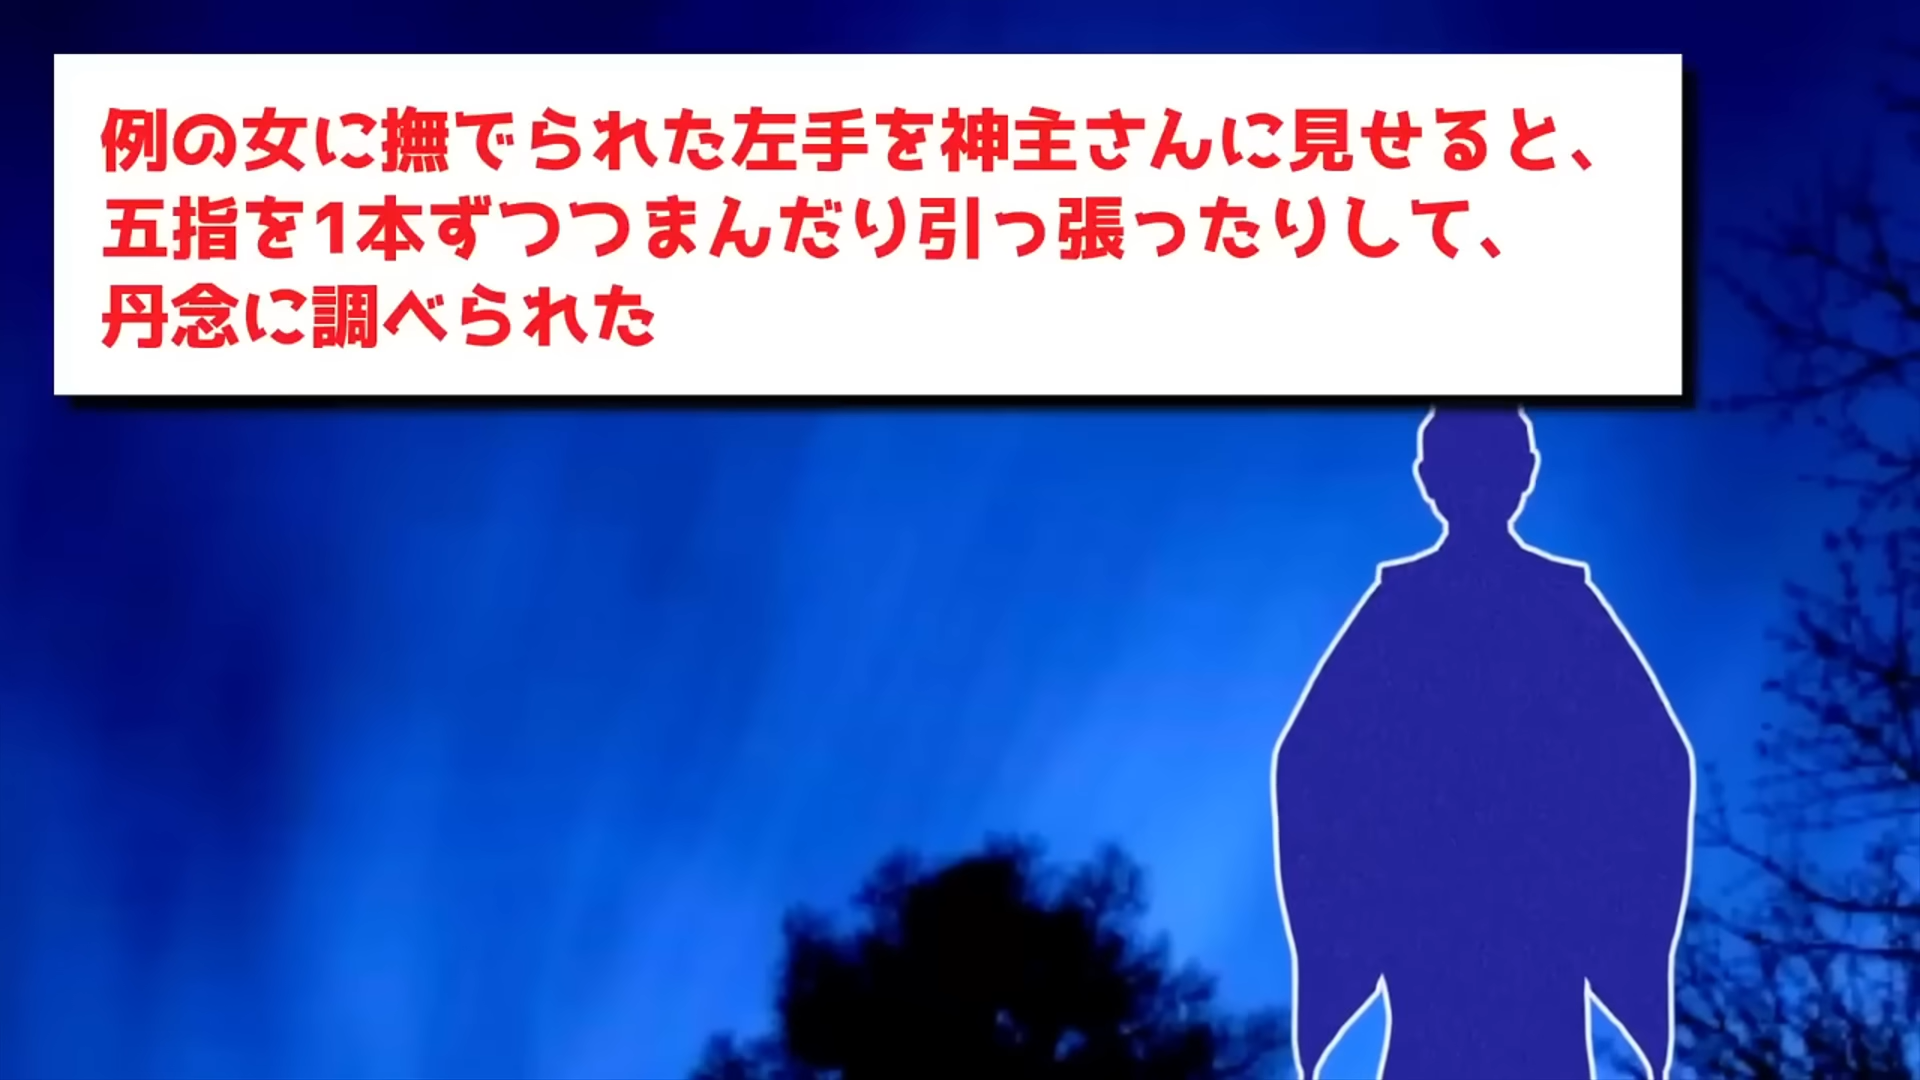 例の女に撫でられた左手を神主さんに見せると、
五指を1本ずつつまんだり引っ張ったりして、
丹念に調べられた